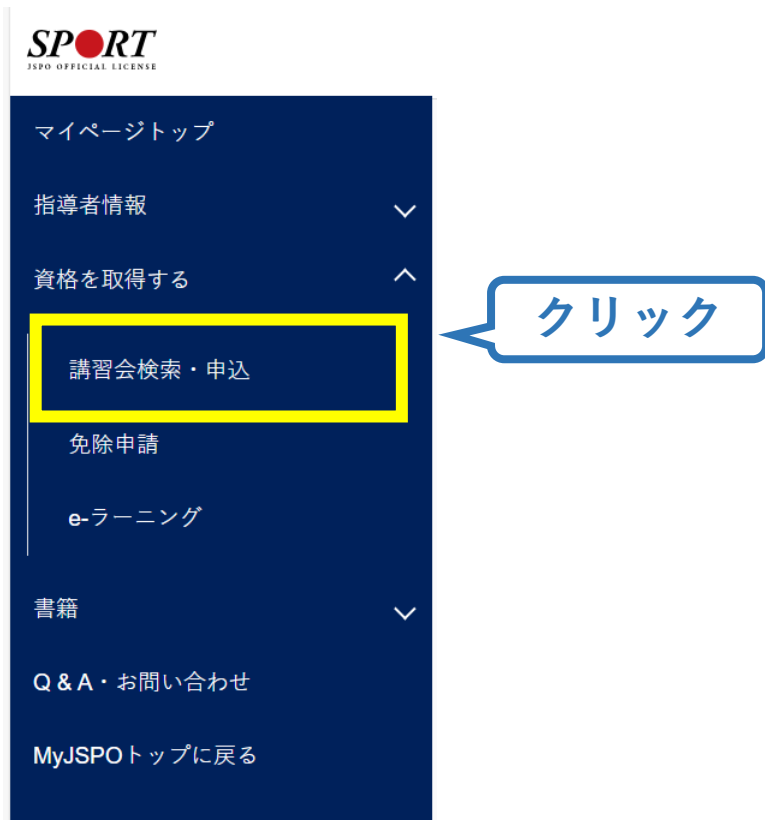 SPORT
JSPO OFFICIAL LICENSE
マイページトップ
指導者情報
資格を取得する
講習会検索・申込
クリック
免除申請
e-ラーニング
書籍
Q & A・お問い合わせ
MyJSPOトップに戻る